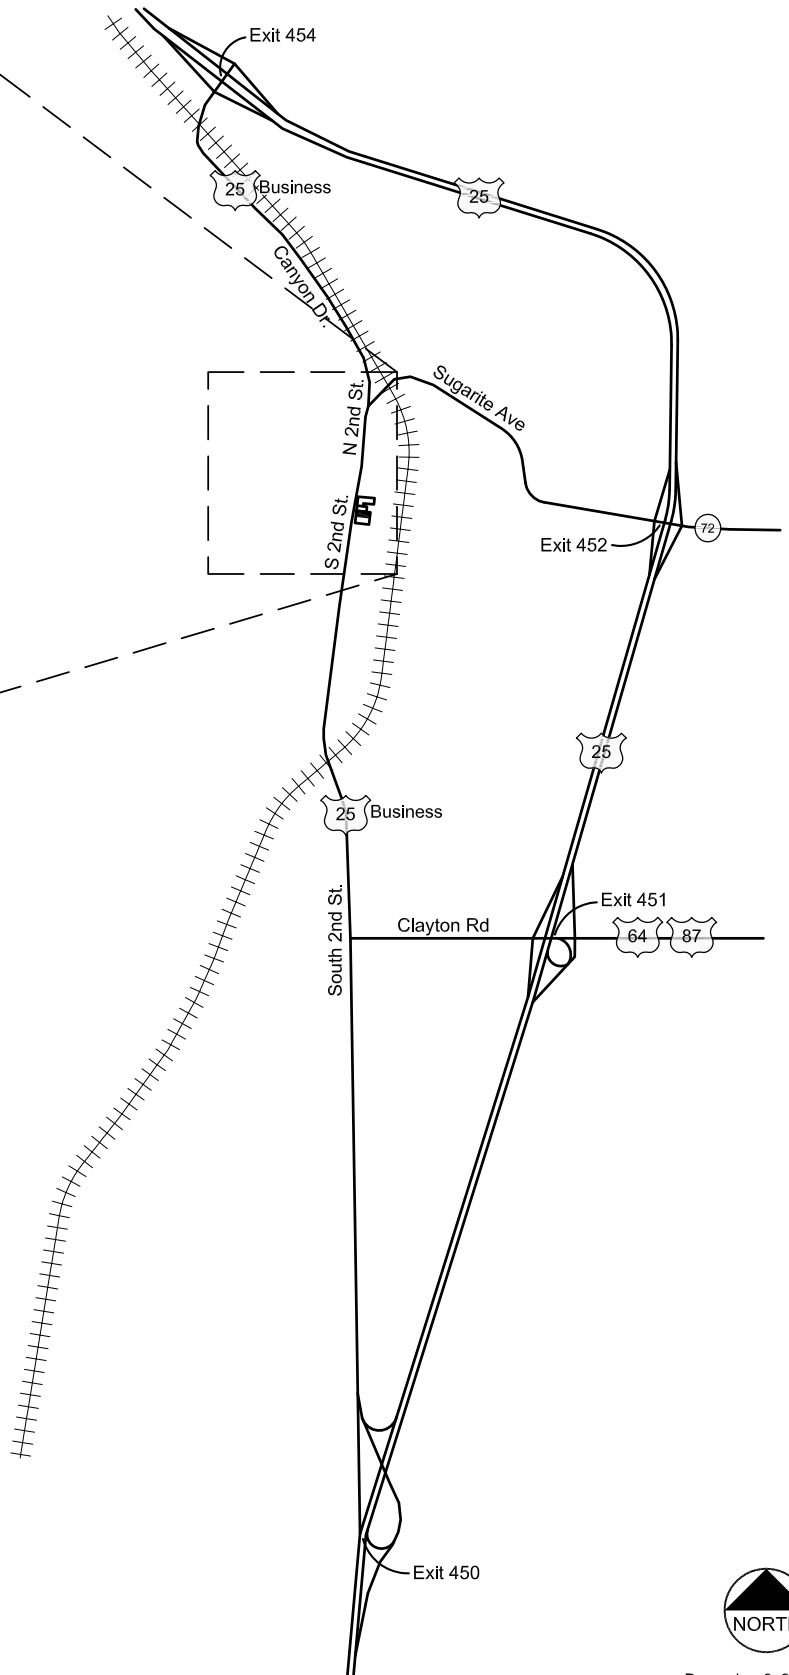 Exit 454
25 Business
25
Canyon Dr.
Sugarite Ave
N 2nd St.
S 2nd St.
72
Exit 452
25
25 Business
Exit 451
South 2nd St.
Clayton Rd
64
87
Exit 450